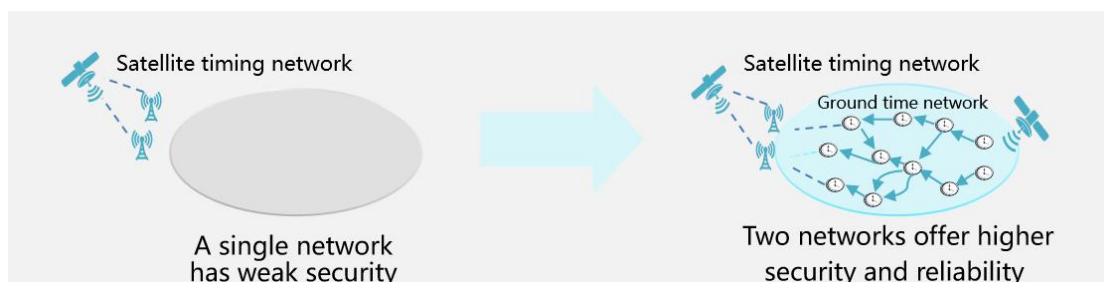 Satellite timing network
A single network
has weak security
Satellite timing network
Ground time network
Two networks offer higher
security and reliability